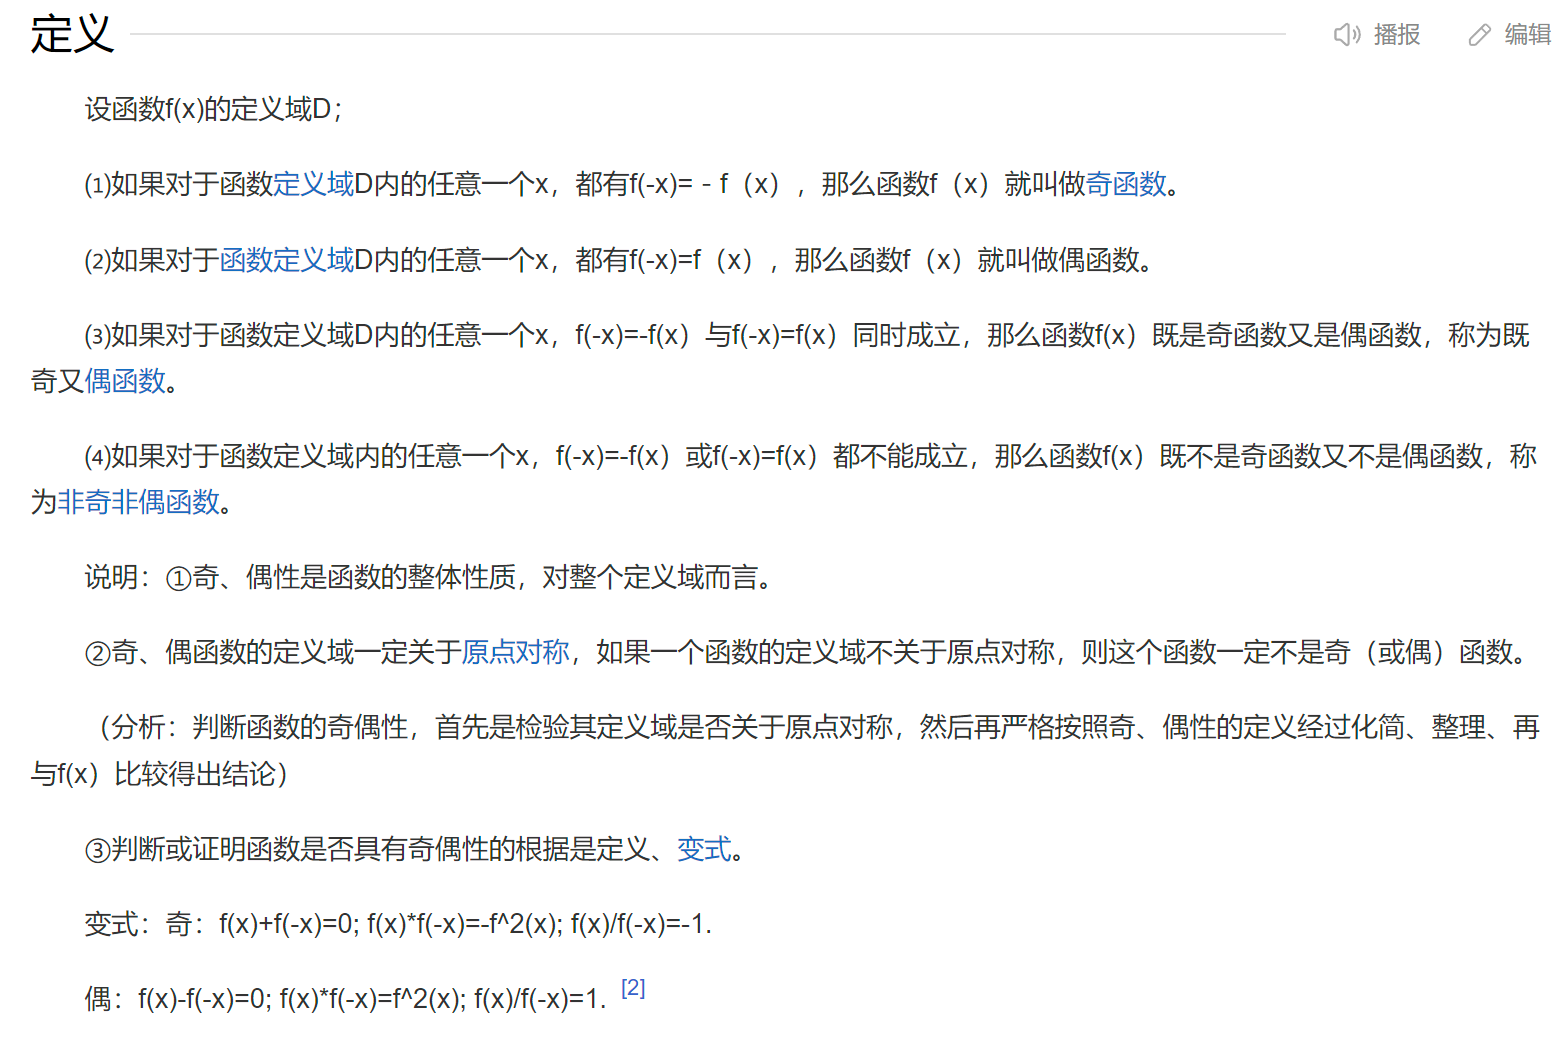 定义
播报 编辑
设函数f(x)的定义域D；
⑴如果对于函数定义域D内的任意一个x，都有f(-x)= - f（x），那么函数f（x）就叫做奇函数。
⑵如果对于函数定义域D内的任意一个x，都有f(-x)=f（x），那么函数f（x）就叫做偶函数。
⑶如果对于函数定义域D内的任意一个x，f(-x)=-f(x）与f(-x)=f(x）同时成立，那么函数f(x）既是奇函数又是偶函数，称为既
奇又偶函数。
⑷如果对于函数定义域内的任意一个x，f(-x)=-f(x）或f(-x)=f(x）都不能成立，那么函数f(x）既不是奇函数又不是偶函数，称
为非奇非偶函数。
说明：①奇、偶性是函数的整体性质，对整个定义域而言。
②奇、偶函数的定义域一定关于原点对称，如果一个函数的定义域不关于原点对称，则这个函数一定不是奇（或偶）函数。
（分析：判断函数的奇偶性，首先是检验其定义域是否关于原点对称，然后再严格按照奇、偶性的定义经过化简、整理、再
与f(x）比较得出结论）
③判断或证明函数是否具有奇偶性的根据是定义、变式。
变式：奇：f(x)+f(-x)=0; f(x)*f(-x)=-f^2(x); f(x)/f(-x)=-1.
偶：f(x)-f(-x)=0; f(x)*f(-x)=f^2(x); f(x)/f(-x)=1. [2]